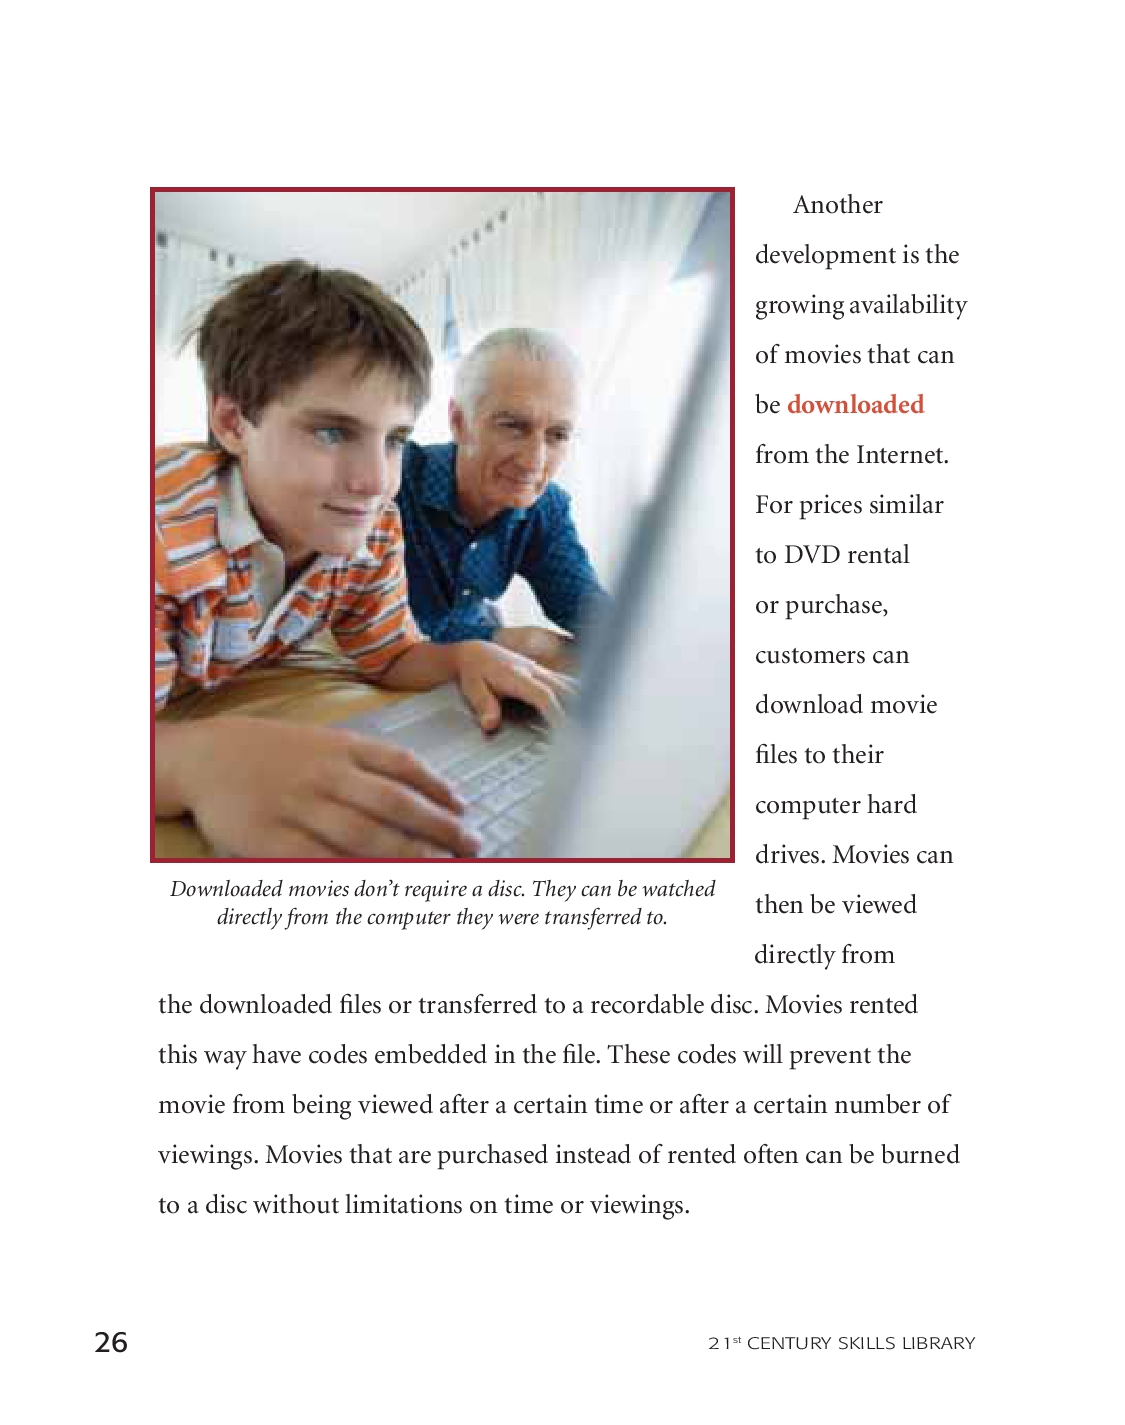 Another
development is the
growing availability
of movies that can
be downloaded
from the Internet.
For prices similar
to DVD rental
or purchase,
customers can
download movie
files to their
computer hard
drives. Movies can
then be viewed
directly from
the downloaded files or transferred to a recordable disc. Movies rented
this way have codes embedded in the file. These codes will prevent the
movie from being viewed after a certain time or after a certain number of
viewings. Movies that are purchased instead of rented often can be burned
to a disc without limitations on time or viewings.
Downloaded movies don’t require a disc. They can be watched
directly from the computer they were transferred to.
26
21st CENTURY SKILLS LIBRARY